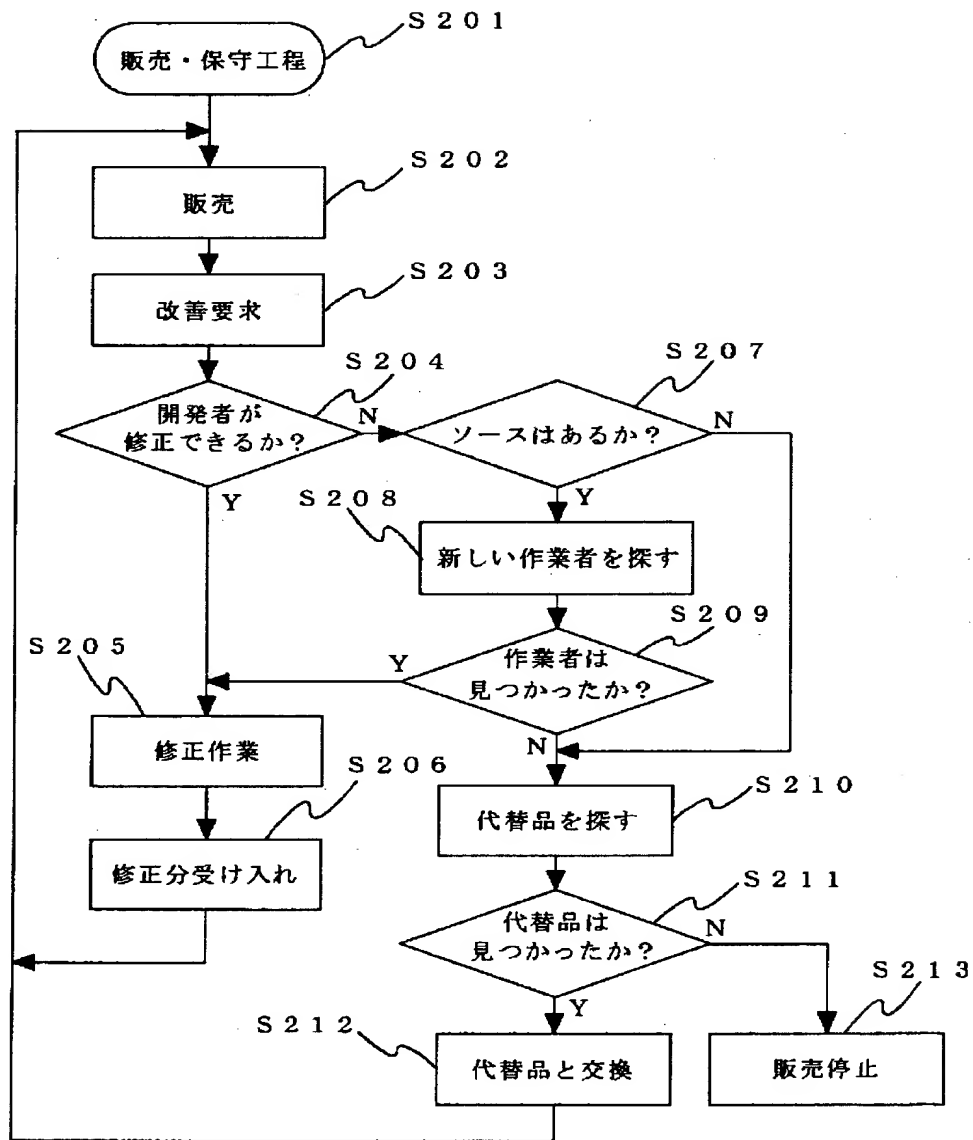 S201
販売・保守工程
S202
販売
S203
改善要求
S204
開発者が
修正できるか?
N
Y
S207
ソースはあるか?
N
Y
S208
新しい作業者を探す
S209
作業者は
見つかったか?
Y
N
S205
修正作業
S206
修正分受け入れ
S210
代替品を探す
S211
代替品は
見つかったか?
N
Y
S212
代替品と交換
S213
販売停止